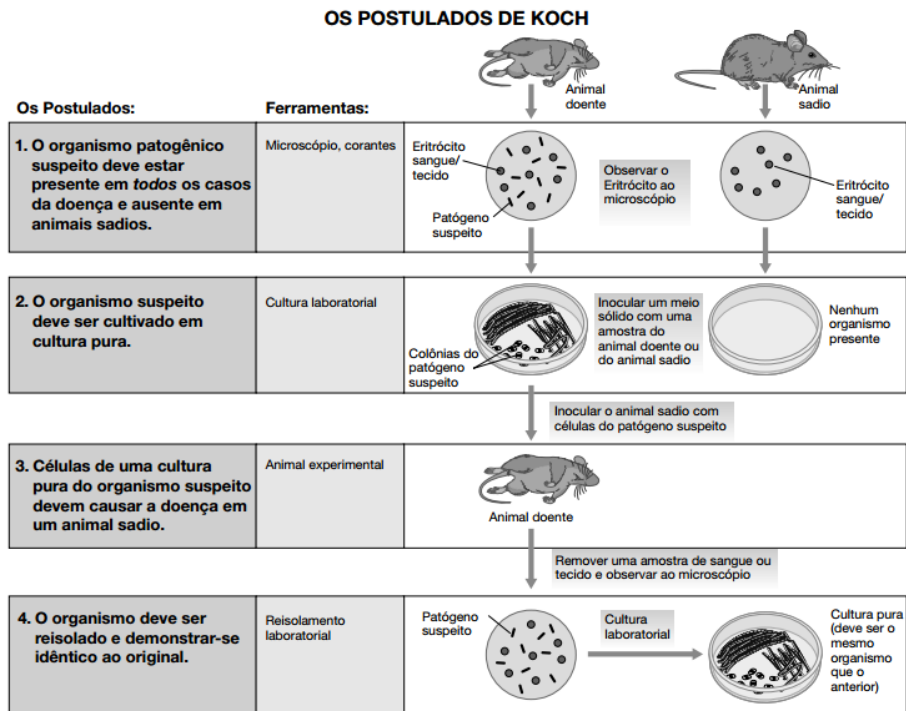 OS POSTULADOS DE KOCH
Animal
doente
Animal
sadio
Os Postulados:
Ferramentas:
1. O organismo patogênico
suspeito deve estar
presente em todos os casos
da doença e ausente em
animais sadios.
Microscópio, corantes
Eritrócito
sangue/
tecido
Patógeno
suspeito
Observar o
Eritrócito ao
microscópio
Eritrócito
sangue/
tecido
2. O organismo suspeito
deve ser cultivado em
cultura pura.
Cultura laboratorial
Colônias do
patógeno
suspeito
Inocular um meio
sólido com uma
amostra do
animal doente ou
do animal sadio
Nenhum
organismo
presente
Inocular o animal sadio com
células do patógeno suspeito
3. Células de uma cultura
pura do organismo suspeito
devem causar a doença em
um animal sadio.
Animal experimental
Animal doente
Remover uma amostra de sangue ou
tecido e observar ao microscópio
4. O organismo deve ser
reisolado e demonstrar-se
idêntico ao original.
Reisolamento
laboratorial
Patógeno
suspeito
Cultura
laboratorial
Cultura pura
(deve ser o
mesmo
organismo
que o
anterior)